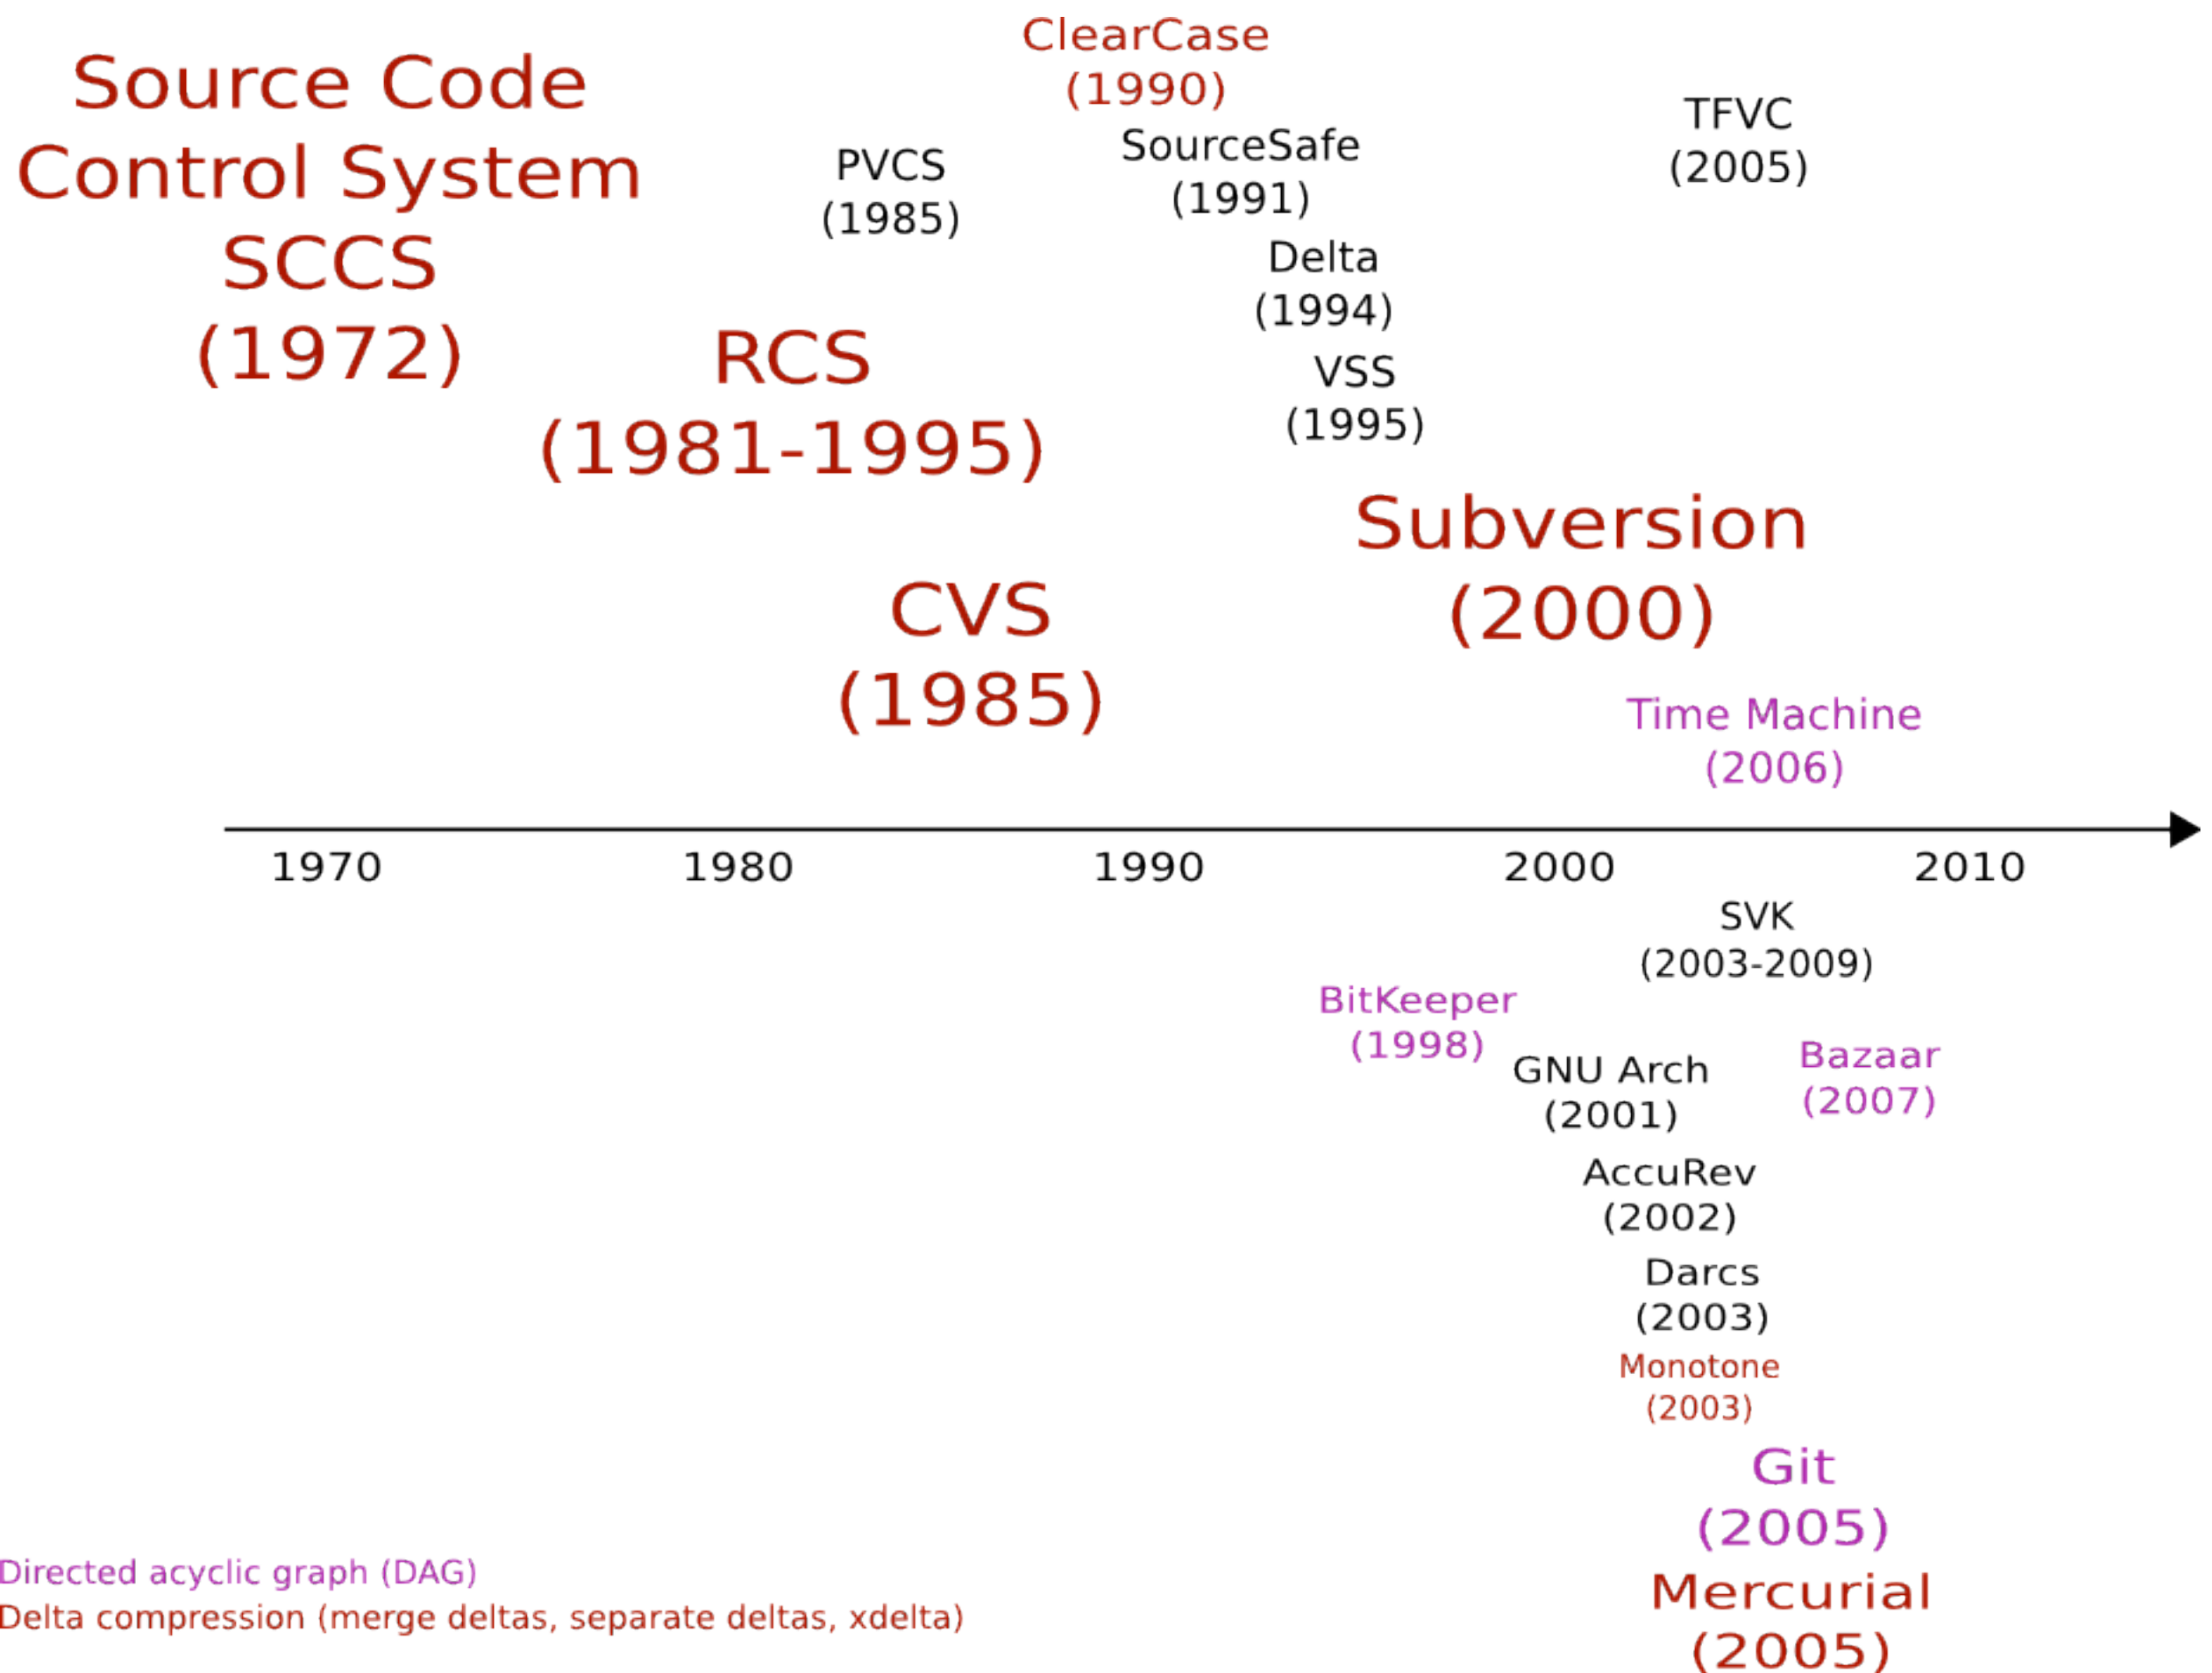 Source Code
Control System
SCCS
(1972)
RCS
(1981-1995)
PVCS
(1985)
ClearCase
(1990)
SourceSafe
(1991)
Delta
(1994)
VSS
(1995)
TFVC
(2005)
CVS
(1985)
Subversion
(2000)
Time Machine
(2006)
1970 1980 1990 2000 2010
SVK
(2003-2009)
BitKeeper
(1998)
GNU Arch
(2001)
Bazaar
(2007)
AccuRev
(2002)
Darcs
(2003)
Monotone
(2003)
Git
(2005)
Mercurial
(2005)
Directed acyclic graph (DAG)
Delta compression (merge deltas, separate deltas, xdelta)